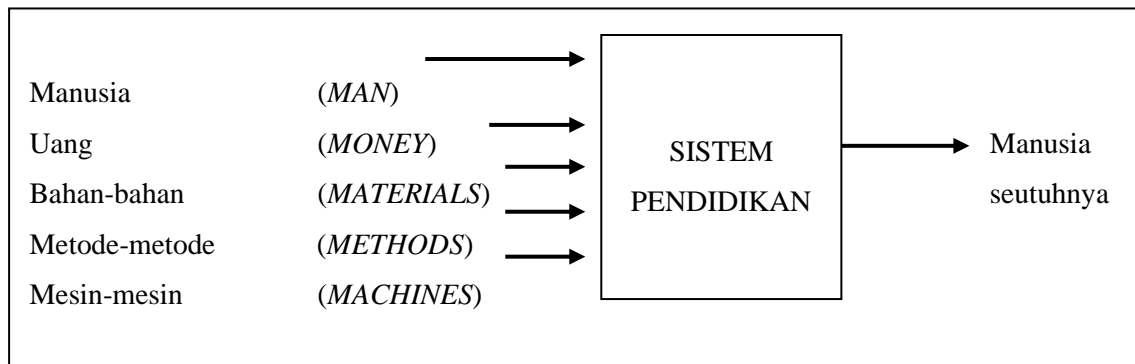 Manusia (MAN)
Uang (MONEY)
Bahan-bahan (MATERIALS)
Metode-metode (METHODS)
Mesin-mesin (MACHINES)
SISTEM
PENDIDIKAN
Manusia
seutuhnya